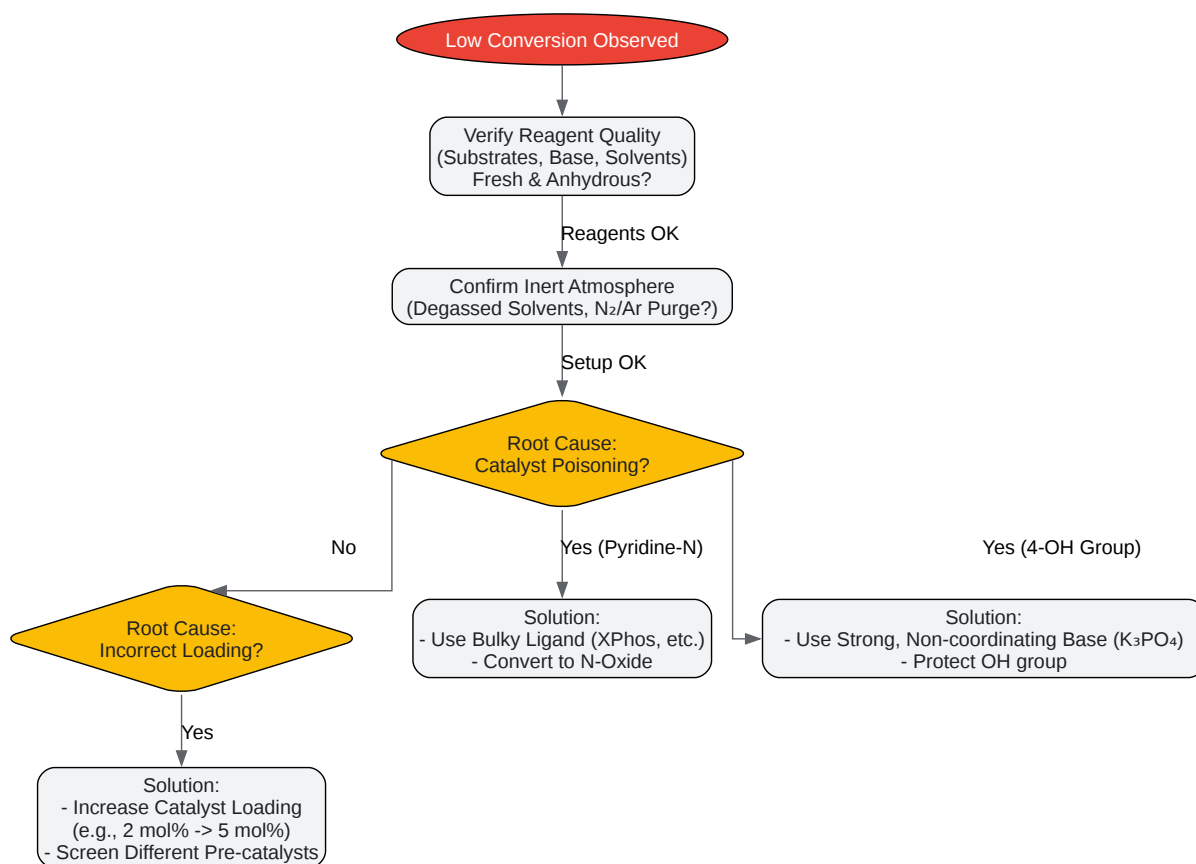 Low Conversion Observed
Verify Reagent Quality
(Substrates, Base, Solvents)
Fresh & Anhydrous?
Reagents OK
Confirm Inert Atmosphere
(Degassed Solvents, N₂/Ar Purge?)
Setup OK
Root Cause:
Catalyst Poisoning?
No
Yes (Pyridine-N)
Yes (4-OH Group)
Root Cause:
Incorrect Loading?
Solution:
- Use Bulky Ligand (XPhos, etc.)
- Convert to N-Oxide
Solution:
- Use Strong, Non-coordinating Base (K₃PO₄)
- Protect OH group
Yes
Solution:
- Increase Catalyst Loading
(e.g., 2 mol% -> 5 mol%)
- Screen Different Pre-catalysts